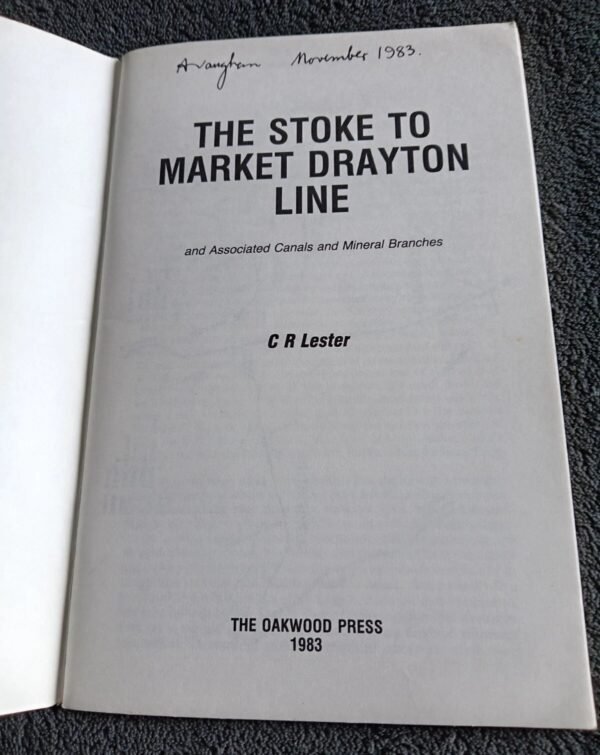 A Vaughan November 1983.
THE STOKE TO
MARKET DRAYTON
LINE
and Associated Canals and Mineral Branches
C R Lester
THE OAKWOOD PRESS
1983